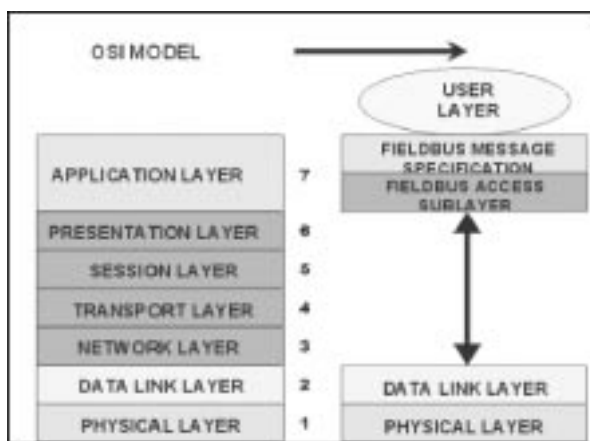 OSI MODEL
USER
LAYER
APPLICATION LAYER 7
FIELDBUS MESSAGE
SPECIFICATION
FIELDBUS ACCESS
SUBLAYER
PRESENTATION LAYER 6
SESSION LAYER 5
TRANSPORT LAYER 4
NETWORK LAYER 3
DATA LINK LAYER 2 DATA LINK LAYER
PHYSICAL LAYER 1 PHYSICAL LAYER